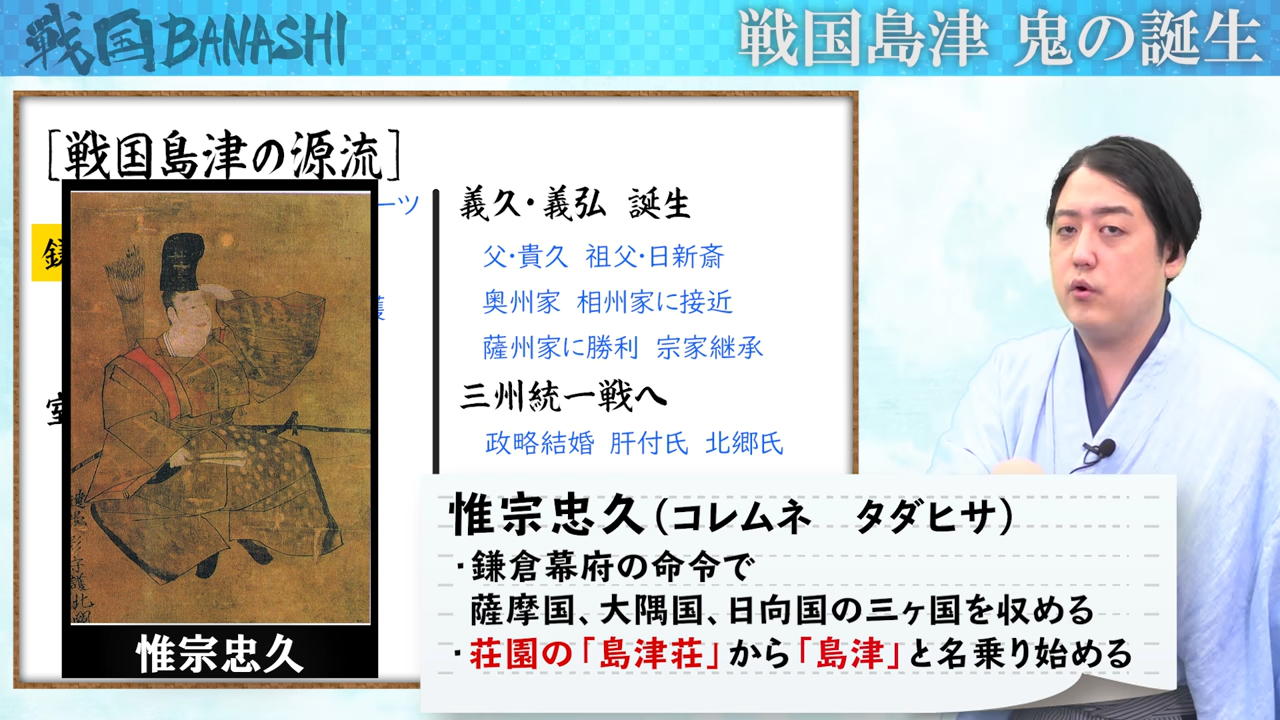 戦国BANASHI
戦国島津 鬼の誕生
[戦国島津の源流]
ーツ
義久・義弘 誕生
父・貴久 祖父・日新斎
奥州家 相州家に接近
薩州家に勝利 宗家継承
三州統一戦へ
政略結婚 肝付氏 北郷氏
惟宗忠久
惟宗忠久(コレムネ タダヒサ)
・鎌倉幕府の命令で
薩摩国、大隅国、日向国の三ヶ国を収める
・荘園の「島津荘」から「島津」と名乗り始める